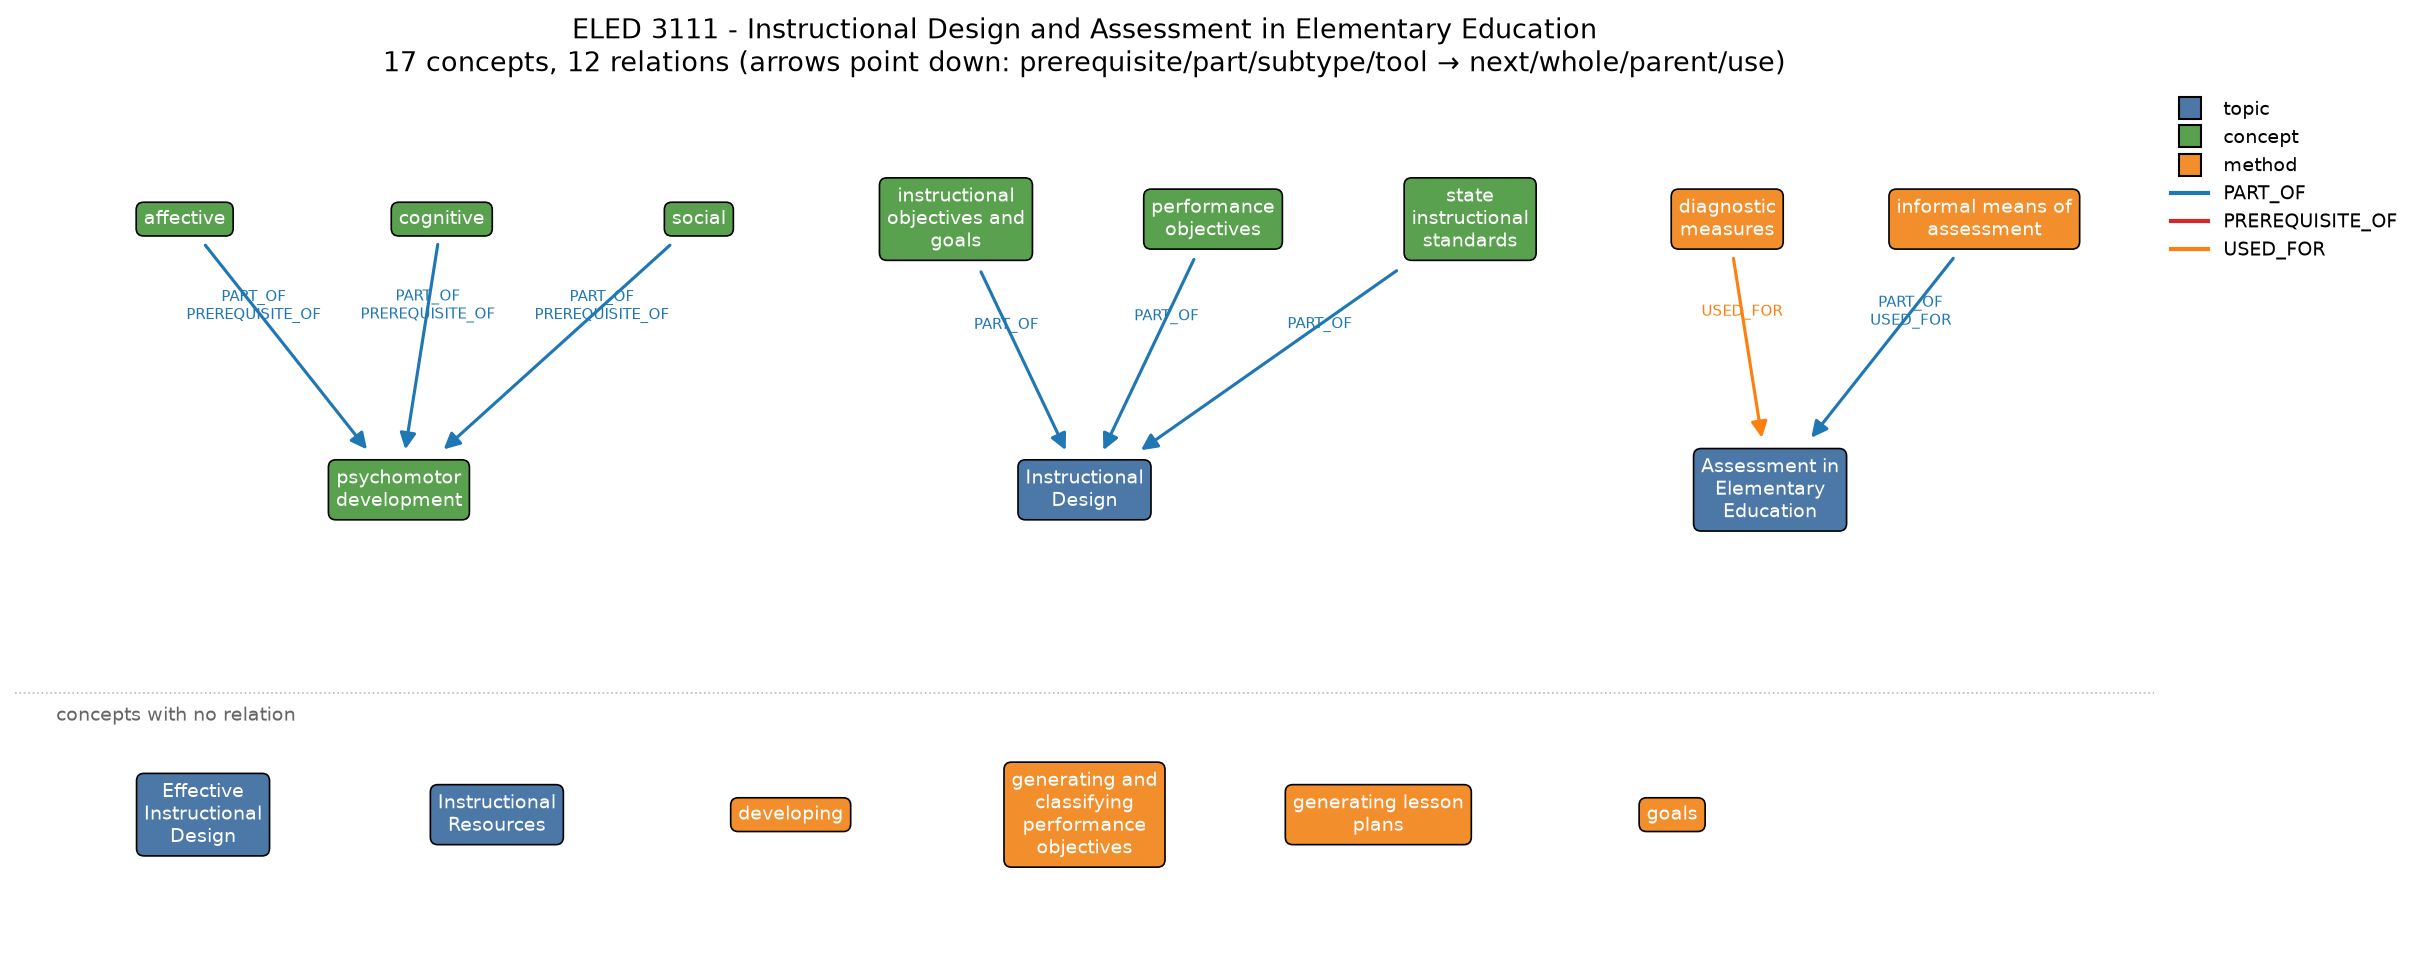 ELED 3111 - Instructional Design and Assessment in Elementary Education
17 concepts, 12 relations (arrows point down: prerequisite/part/subtype/tool → next/whole/parent/use)
topic
concept
method
PART_OF
PREREQUISITE_OF
USED_FOR
affective
cognitive
social
instructional
objectives and
goals
performance
objectives
state
instructional
standards
diagnostic
measures
informal means of
assessment
PART_OF
PREREQUISITE_OF
PART_OF
PREREQUISITE_OF
PART_OF
PREREQUISITE_OF
PART_OF
PART_OF
PART_OF
USED_FOR
PART_OF
USED_FOR
psychomotor
development
Instructional
Design
Assessment in
Elementary
Education
concepts with no relation
Effective
Instructional
Design
Instructional
Resources
developing
generating and
classifying
performance
objectives
generating lesson
plans
goals